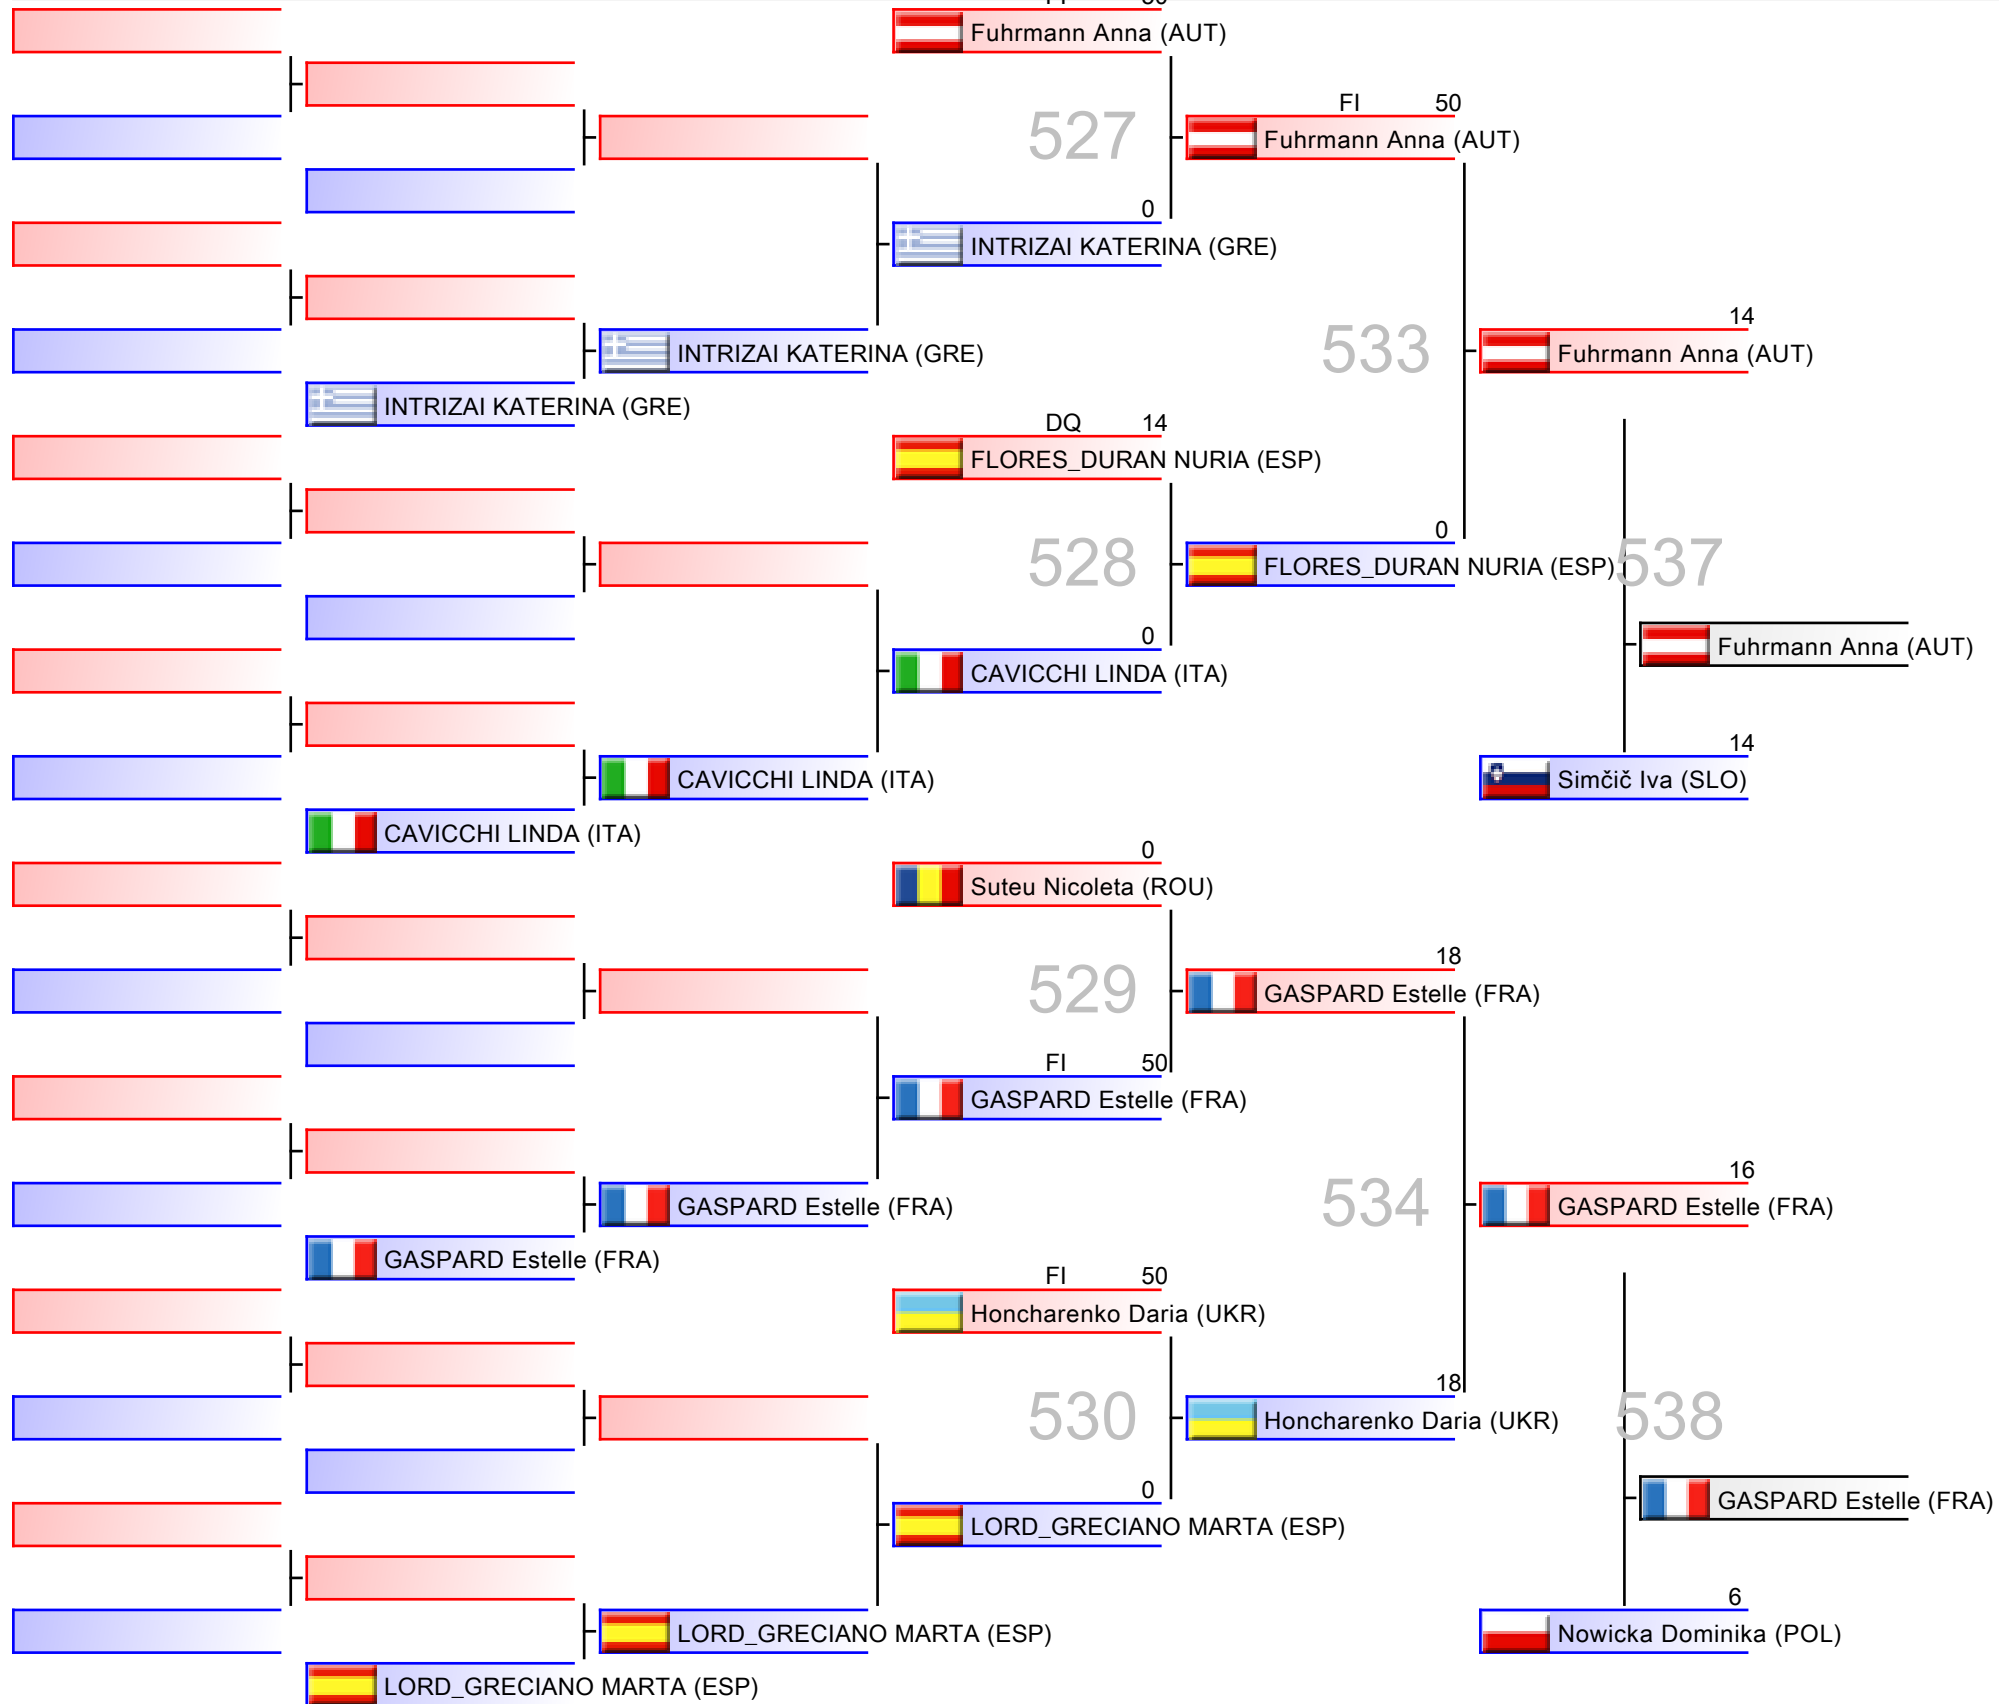 Fuhrmann Anna (AUT)
FI 50
527
Fuhrmann Anna (AUT)
0
INTRIZAI KATERINA (GRE)
14
INTRIZAI KATERINA (GRE)
533
Fuhrmann Anna (AUT)
INTRIZAI KATERINA (GRE)
DQ 14
FLORES_DURAN NURIA (ESP)
0
528
FLORES_DURAN NURIA (ESP)
537
0
Fuhrmann Anna (AUT)
CAVICCHI LINDA (ITA)
14
CAVICCHI LINDA (ITA)
Simčič Iva (SLO)
CAVICCHI LINDA (ITA)
0
Suteu Nicoleta (ROU)
18
529
GASPARD Estelle (FRA)
FI 50
GASPARD Estelle (FRA)
16
GASPARD Estelle (FRA)
534
GASPARD Estelle (FRA)
GASPARD Estelle (FRA)
FI 50
Honcharenko Daria (UKR)
18
530
Honcharenko Daria (UKR)
538
0
GASPARD Estelle (FRA)
LORD_GRECIANO MARTA (ESP)
6
LORD_GRECIANO MARTA (ESP)
Nowicka Dominika (POL)
LORD_GRECIANO MARTA (ESP)